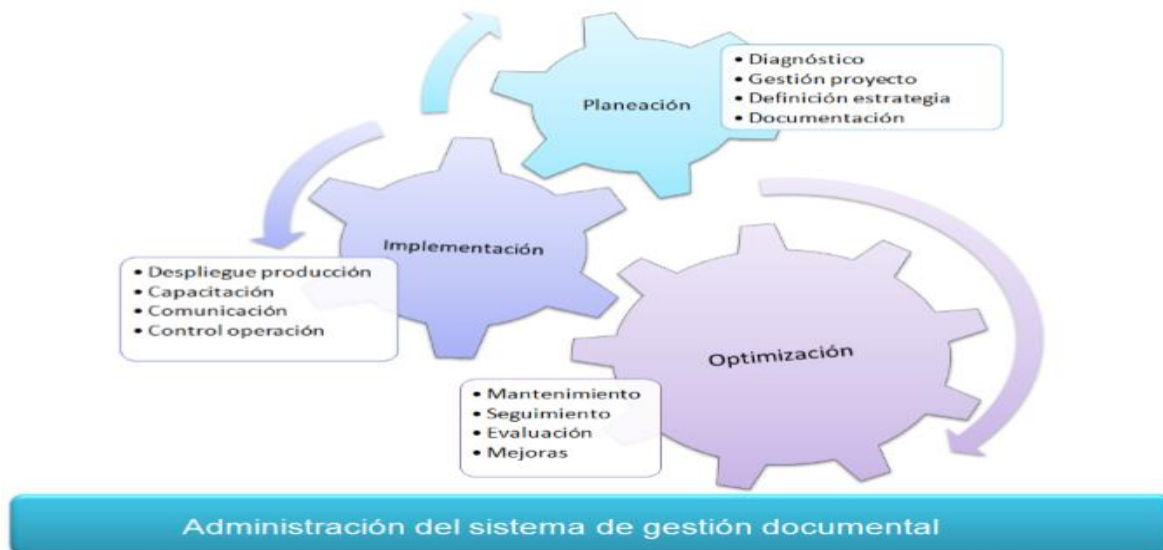 Planeación
• Diagnóstico
• Gestión proyecto
• Definición estrategia
• Documentación
Implementación
• Despliegue producción
• Capacitación
• Comunicación
• Control operación
Optimización
• Mantenimiento
• Seguimiento
• Evaluación
• Mejoras
Administración del sistema de gestión documental